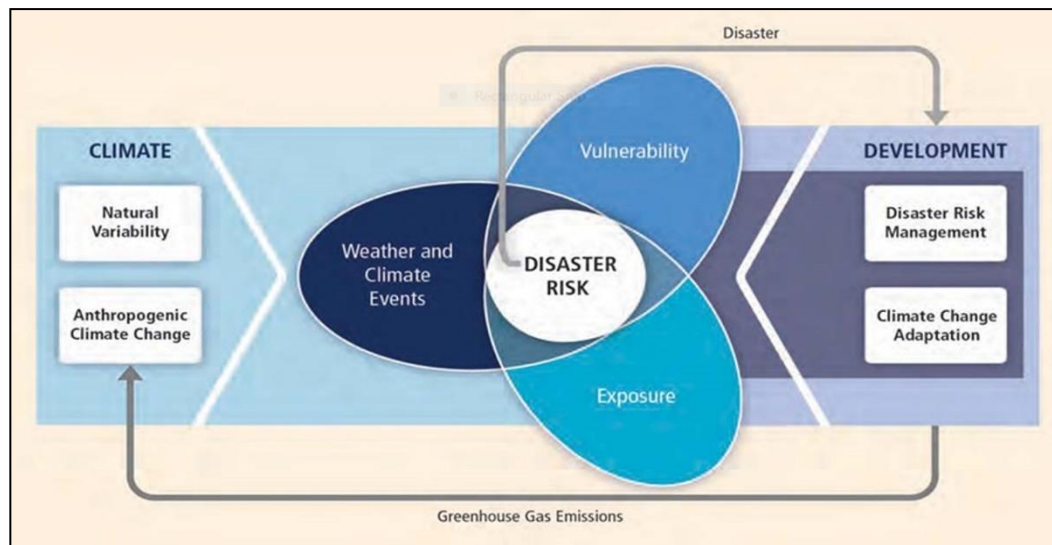 Disaster
CLIMATE
Natural
Variability
Anthropogenic
Climate Change
Vulnerability
Weather and
Climate
Events
DISASTER
RISK
Exposure
DEVELOPMENT
Disaster Risk
Management
Climate Change
Adaptation
Greenhouse Gas Emissions